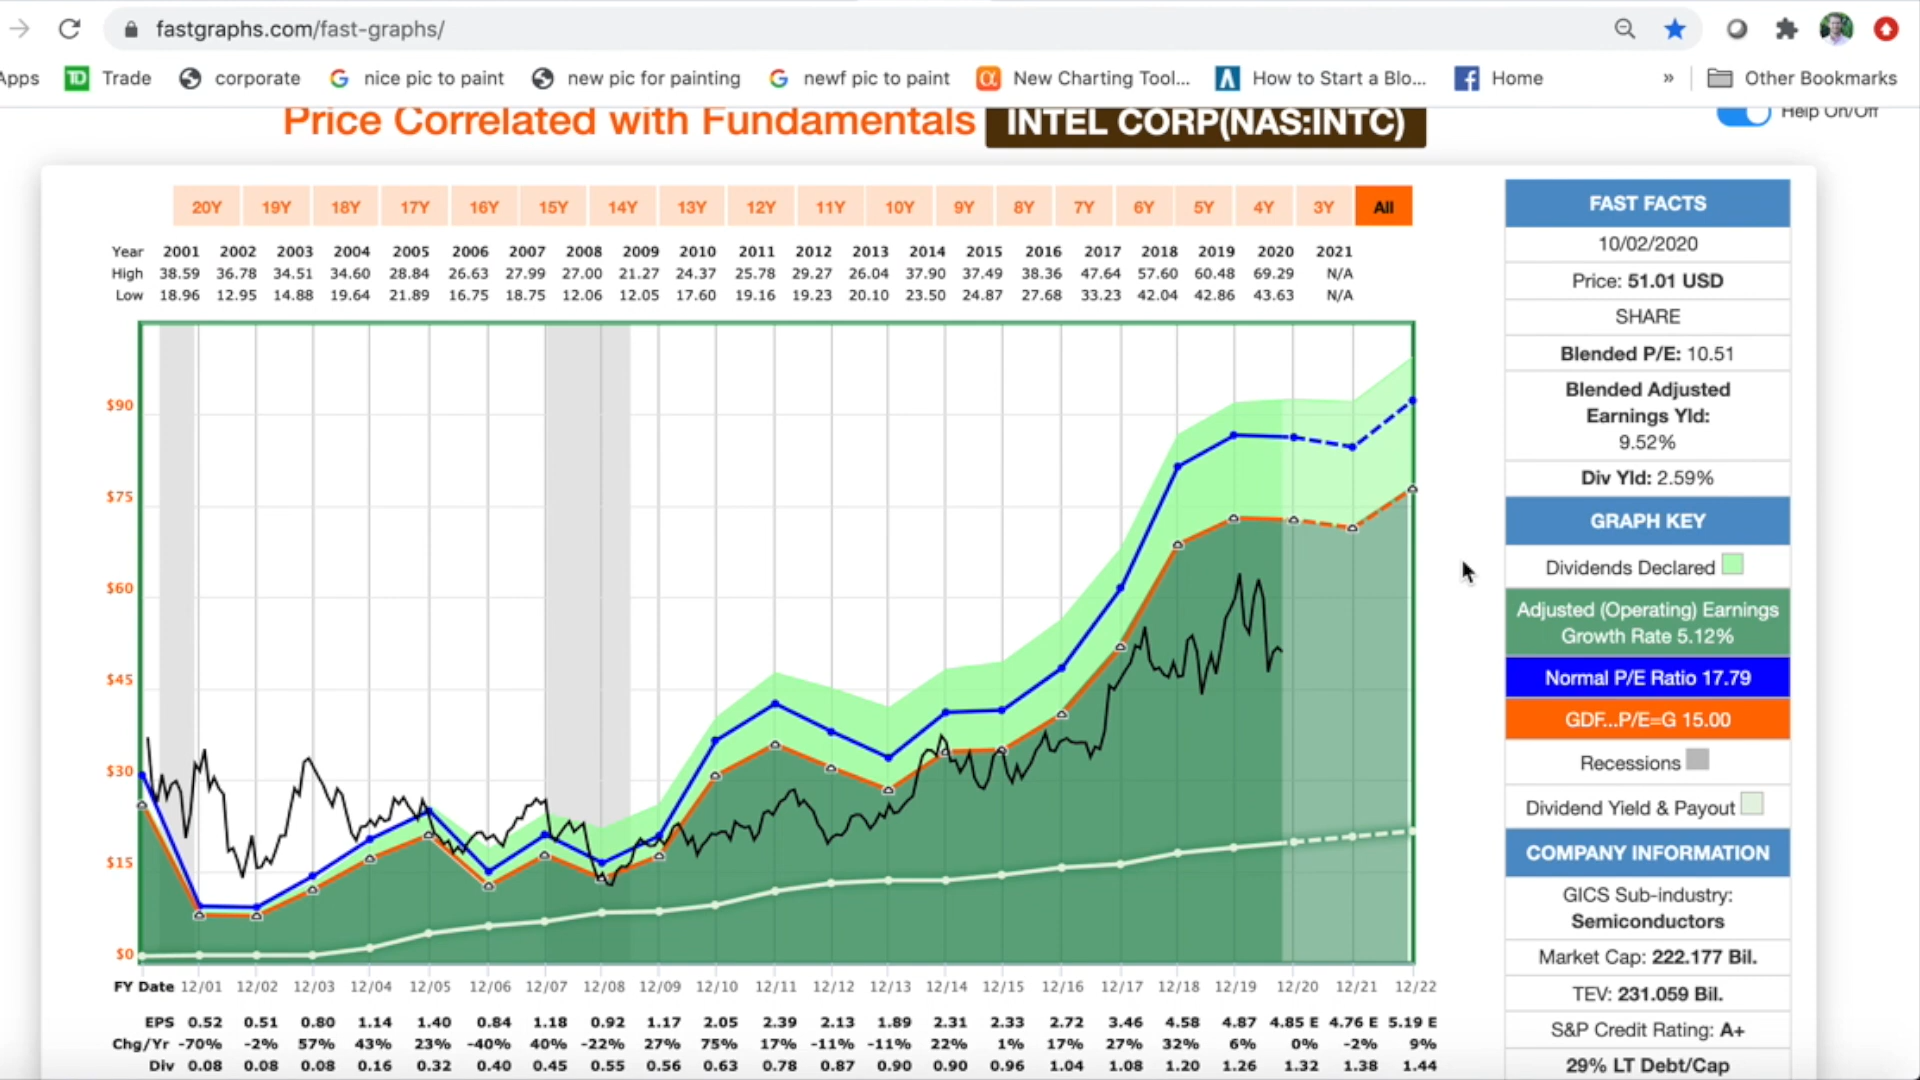 fastgraphs.com/fast-graphs/
Apps Trade corporate nice pic to paint new pic for painting newf pic to paint New Charting Tool... How to Start a Blo... Home » Other Bookmarks
Price Correlated with Fundamentals INTEL CORP(NAS:INTC)
Help On/Off
20Y 19Y 18Y 17Y 16Y 15Y 14Y 13Y 12Y 11Y 10Y 9Y 8Y 7Y 6Y 5Y 4Y 3Y All
Year 2001 2002 2003 2004 2005 2006 2007 2008 2009 2010 2011 2012 2013 2014 2015 2016 2017 2018 2019 2020 2021
High 38.59 36.78 34.51 34.60 28.84 26.63 27.99 27.00 21.27 24.37 25.78 29.27 26.04 37.90 37.49 38.36 47.64 57.60 60.48 69.29 N/A
Low 18.96 12.95 14.88 19.64 21.89 16.75 18.75 12.06 12.05 17.60 19.16 19.23 20.10 23.50 24.87 27.68 33.23 42.04 42.86 43.63 N/A
$90
$75
$60
$45
$30
$15
$0
FY Date 12/01 12/02 12/03 12/04 12/05 12/06 12/07 12/08 12/09 12/10 12/11 12/12 12/13 12/14 12/15 12/16 12/17 12/18 12/19 12/20 12/21 12/22
EPS 0.52 0.51 0.80 1.14 1.40 0.84 1.18 0.92 1.17 2.05 2.39 2.13 1.89 2.31 2.33 2.72 3.46 4.58 4.87 4.85 E 4.76 E 5.19 E
Chg/Yr -70% -2% 57% 43% 23% -40% 40% -22% 27% 75% 17% -11% -11% 22% 1% 17% 27% 32% 6% 0% -2% 9%
Div 0.08 0.08 0.08 0.16 0.32 0.40 0.45 0.55 0.56 0.63 0.78 0.87 0.90 0.90 0.96 1.04 1.08 1.20 1.26 1.32 1.38 1.44
FAST FACTS
10/02/2020
Price: 51.01 USD
SHARE
Blended P/E: 10.51
Blended Adjusted
Earnings Yld:
9.52%
Div Yld: 2.59%
GRAPH KEY
Dividends Declared
Adjusted (Operating) Earnings
Growth Rate 5.12%
Normal P/E Ratio 17.79
GDF...P/E=G 15.00
Recessions
Dividend Yield & Payout
COMPANY INFORMATION
GICS Sub-industry:
Semiconductors
Market Cap: 222.177 Bil.
TEV: 231.059 Bil.
S&P Credit Rating: A+
29% LT Debt/Cap